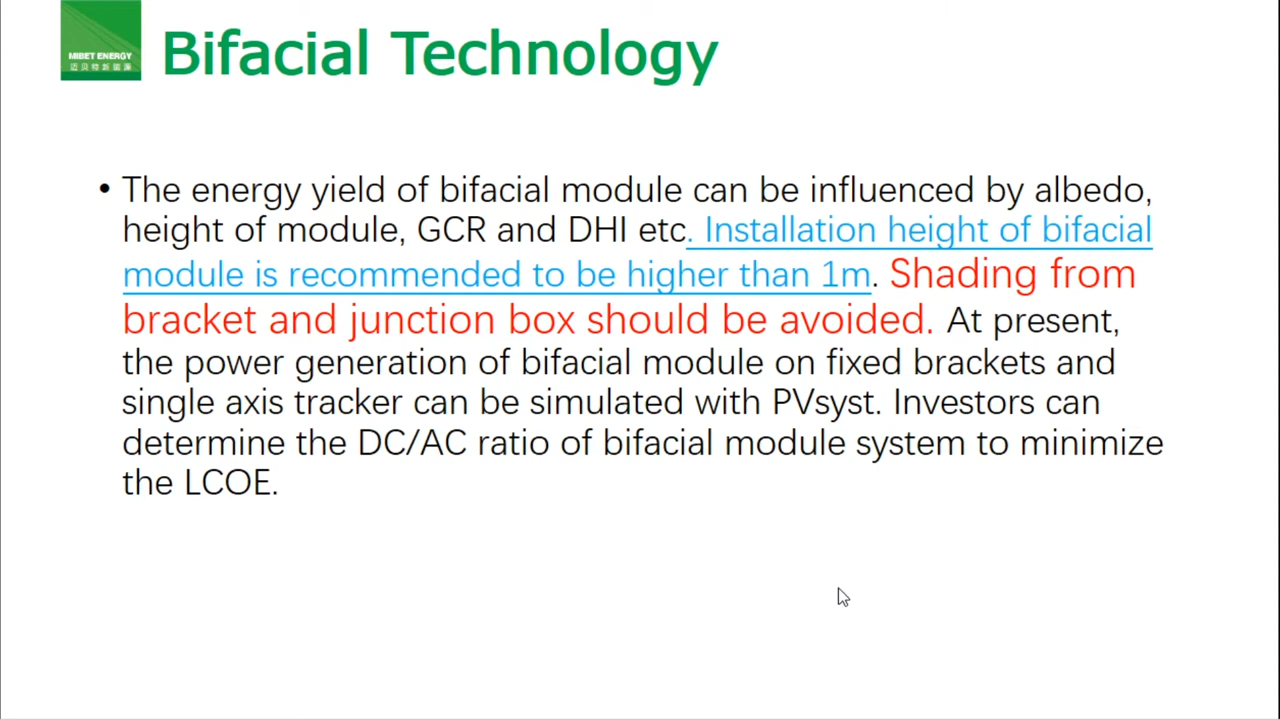 MIBET ENERGY
迈贝特新能源
Bifacial Technology
• The energy yield of bifacial module can be influenced by albedo,
height of module, GCR and DHI etc. Installation height of bifacial
module is recommended to be higher than 1m. Shading from
bracket and junction box should be avoided. At present,
the power generation of bifacial module on fixed brackets and
single axis tracker can be simulated with PVsyst. Investors can
determine the DC/AC ratio of bifacial module system to minimize
the LCOE.